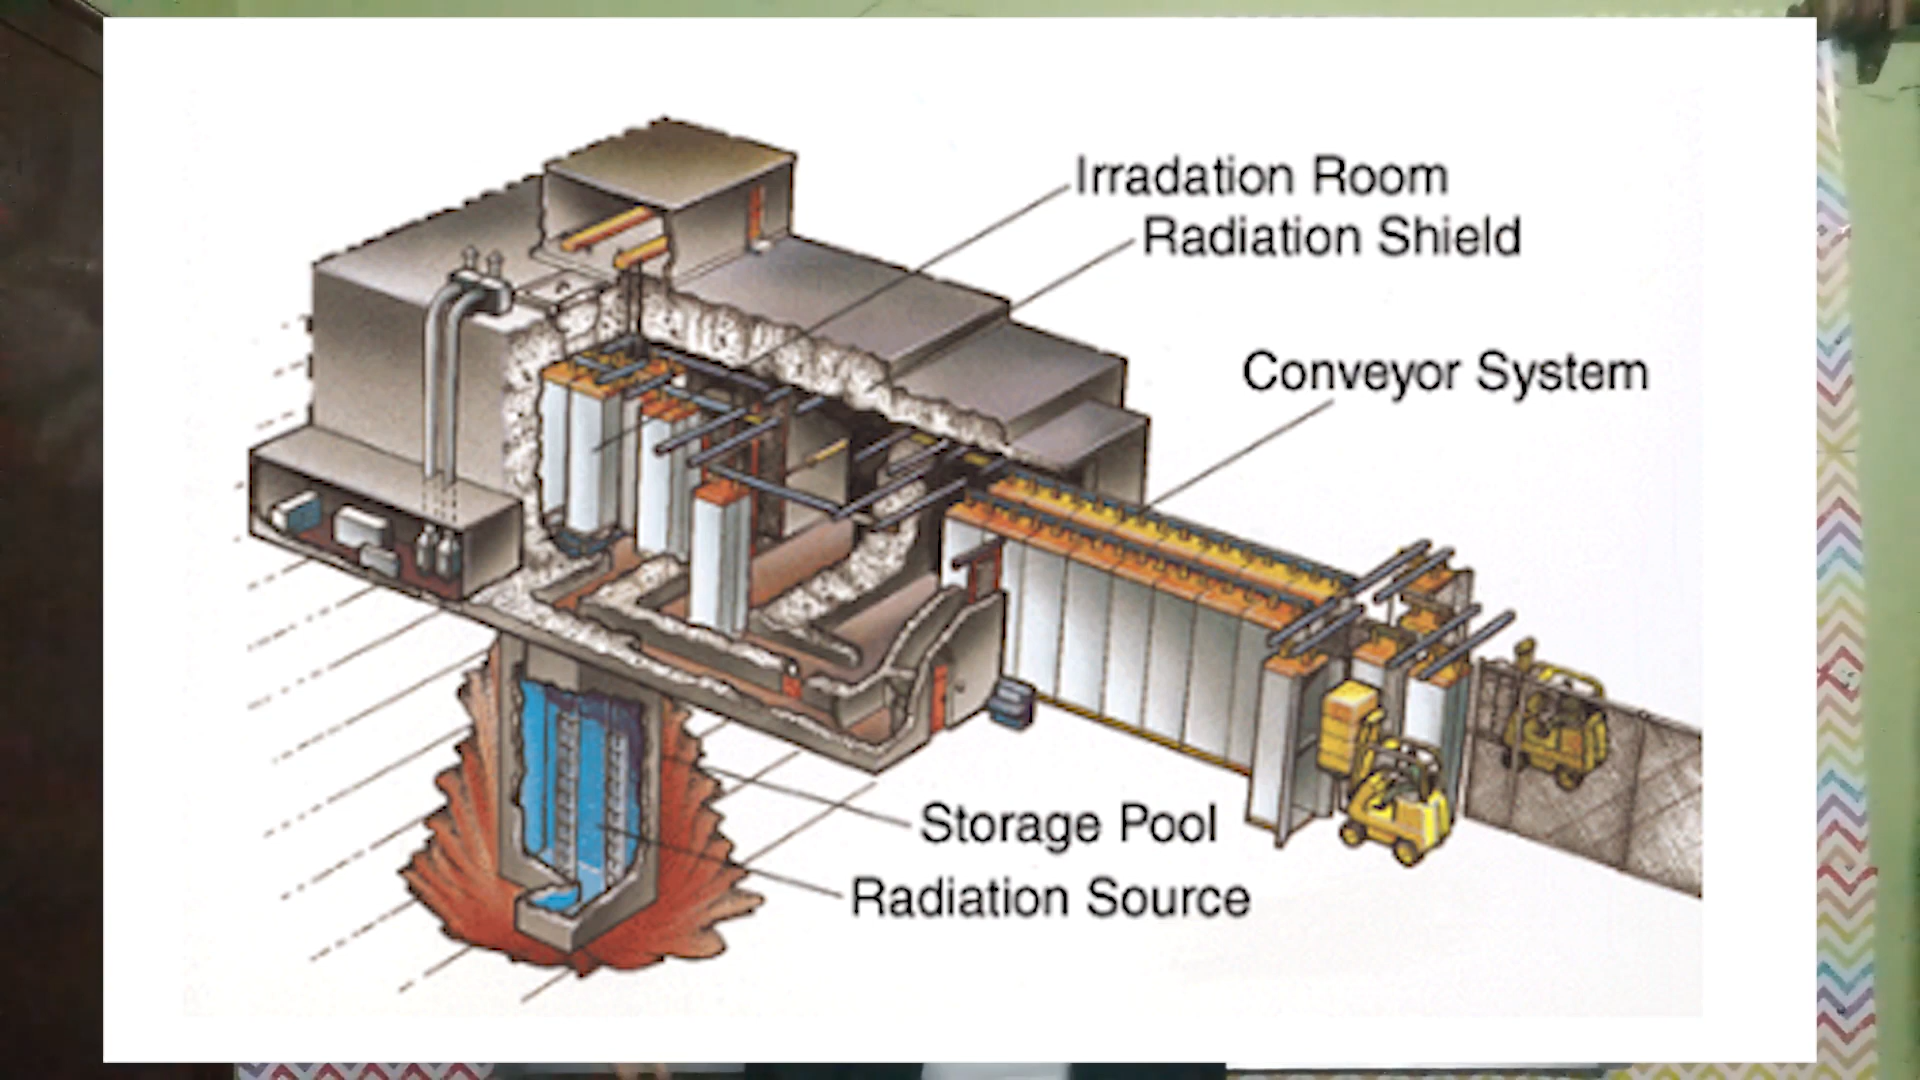 Irradation Room
Radiation Shield
Conveyor System
Storage Pool
Radiation Source